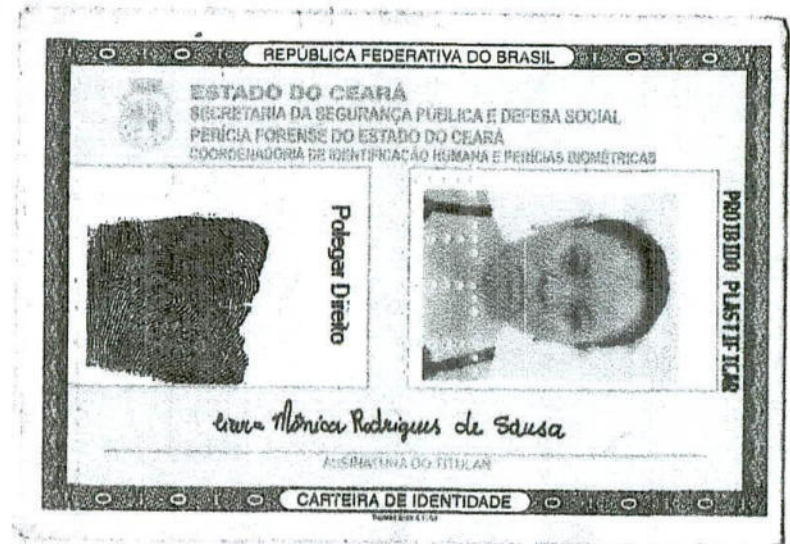 REPÚBLICA FEDERATIVA DO BRASIL
ESTADO DO CEARÁ
SECRETARIA DA SEGURANÇA PÚBLICA E DEFESA SOCIAL
PERÍCIA FORENSE DO ESTADO DO CEARÁ
COORDENADORIA DE IDENTIFICAÇÃO HUMANA E PERÍCIAS BIOMÉTRICAS
Polegar Direito
PROIBIDO PLASTIFICAR
Mônica Rodrigues de Sousa
ASSINATURA DO TITULAR
CARTEIRA DE IDENTIDADE